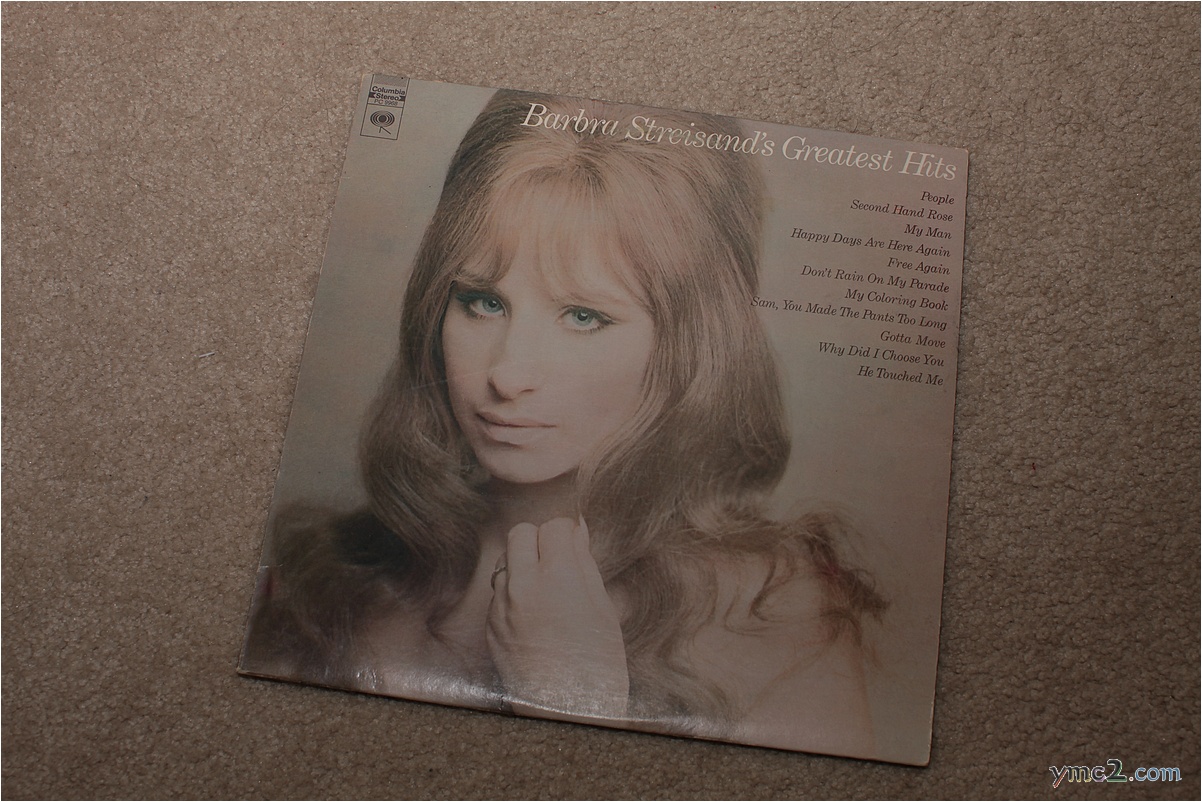 Columbia
Stereo
PC 9968
Barbra Streisand's Greatest Hits
People
Second Hand Rose
My Man
Happy Days Are Here Again
Free Again
Don't Rain On My Parade
My Coloring Book
Sam, You Made The Pants Too Long
Gotta Move
Why Did I Choose You
He Touched Me
ymc2.com